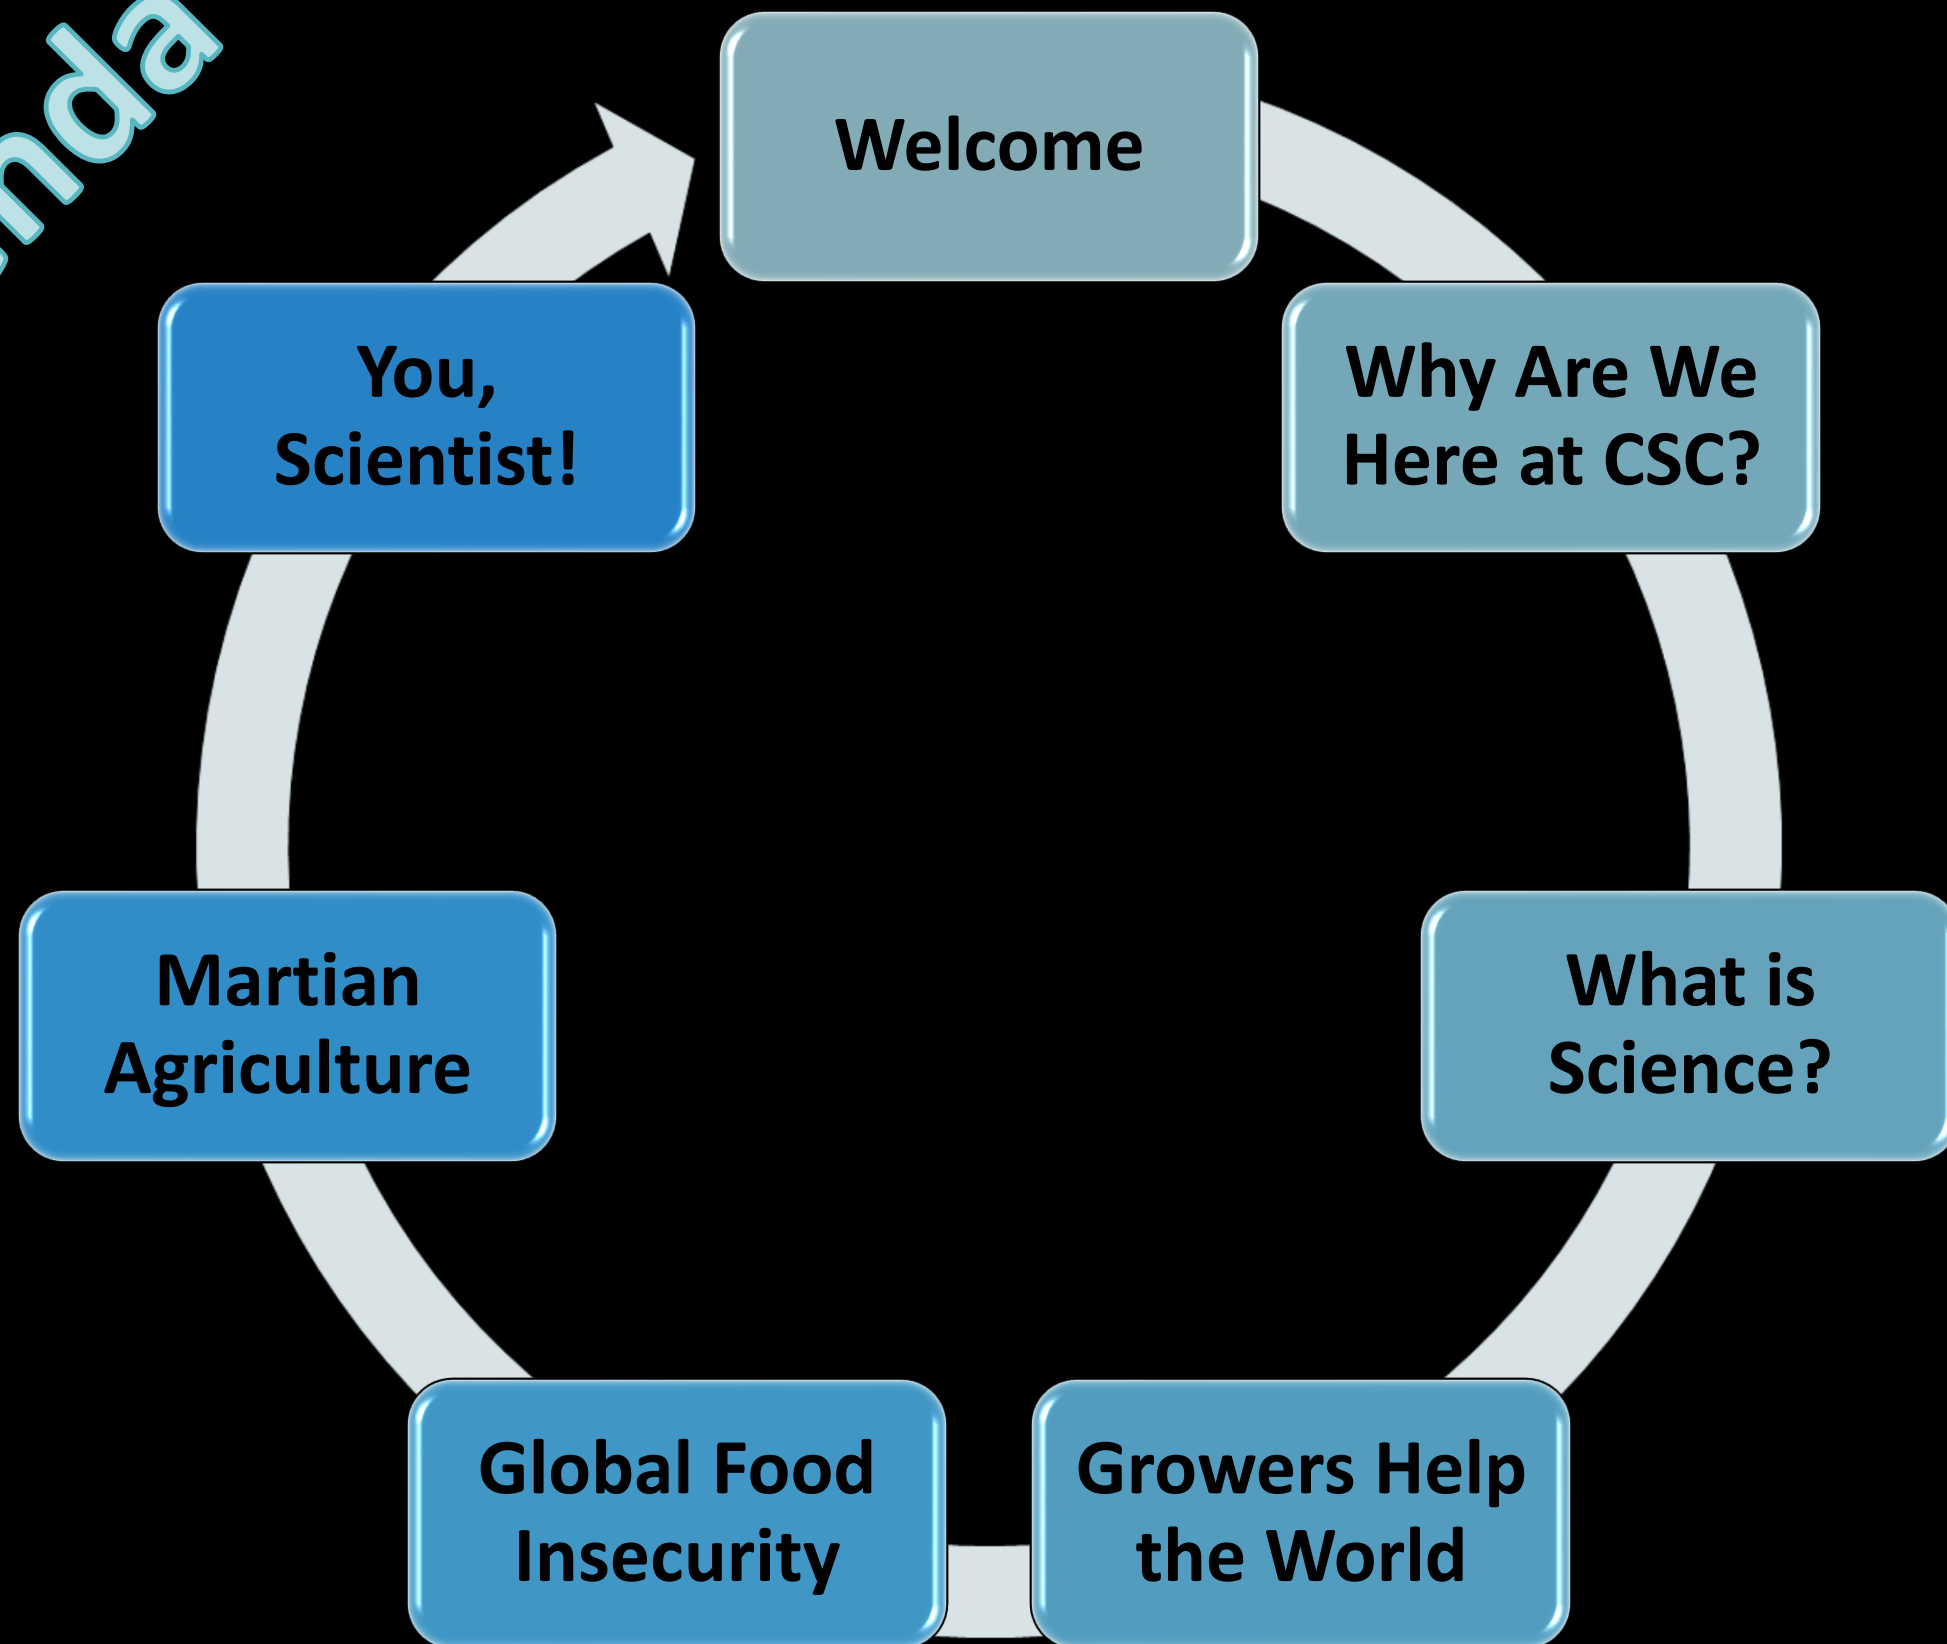 nda
Welcome
Why Are We
Here at CSC?
What is
Science?
Growers Help
the World
Global Food
Insecurity
Martian
Agriculture
You,
Scientist!